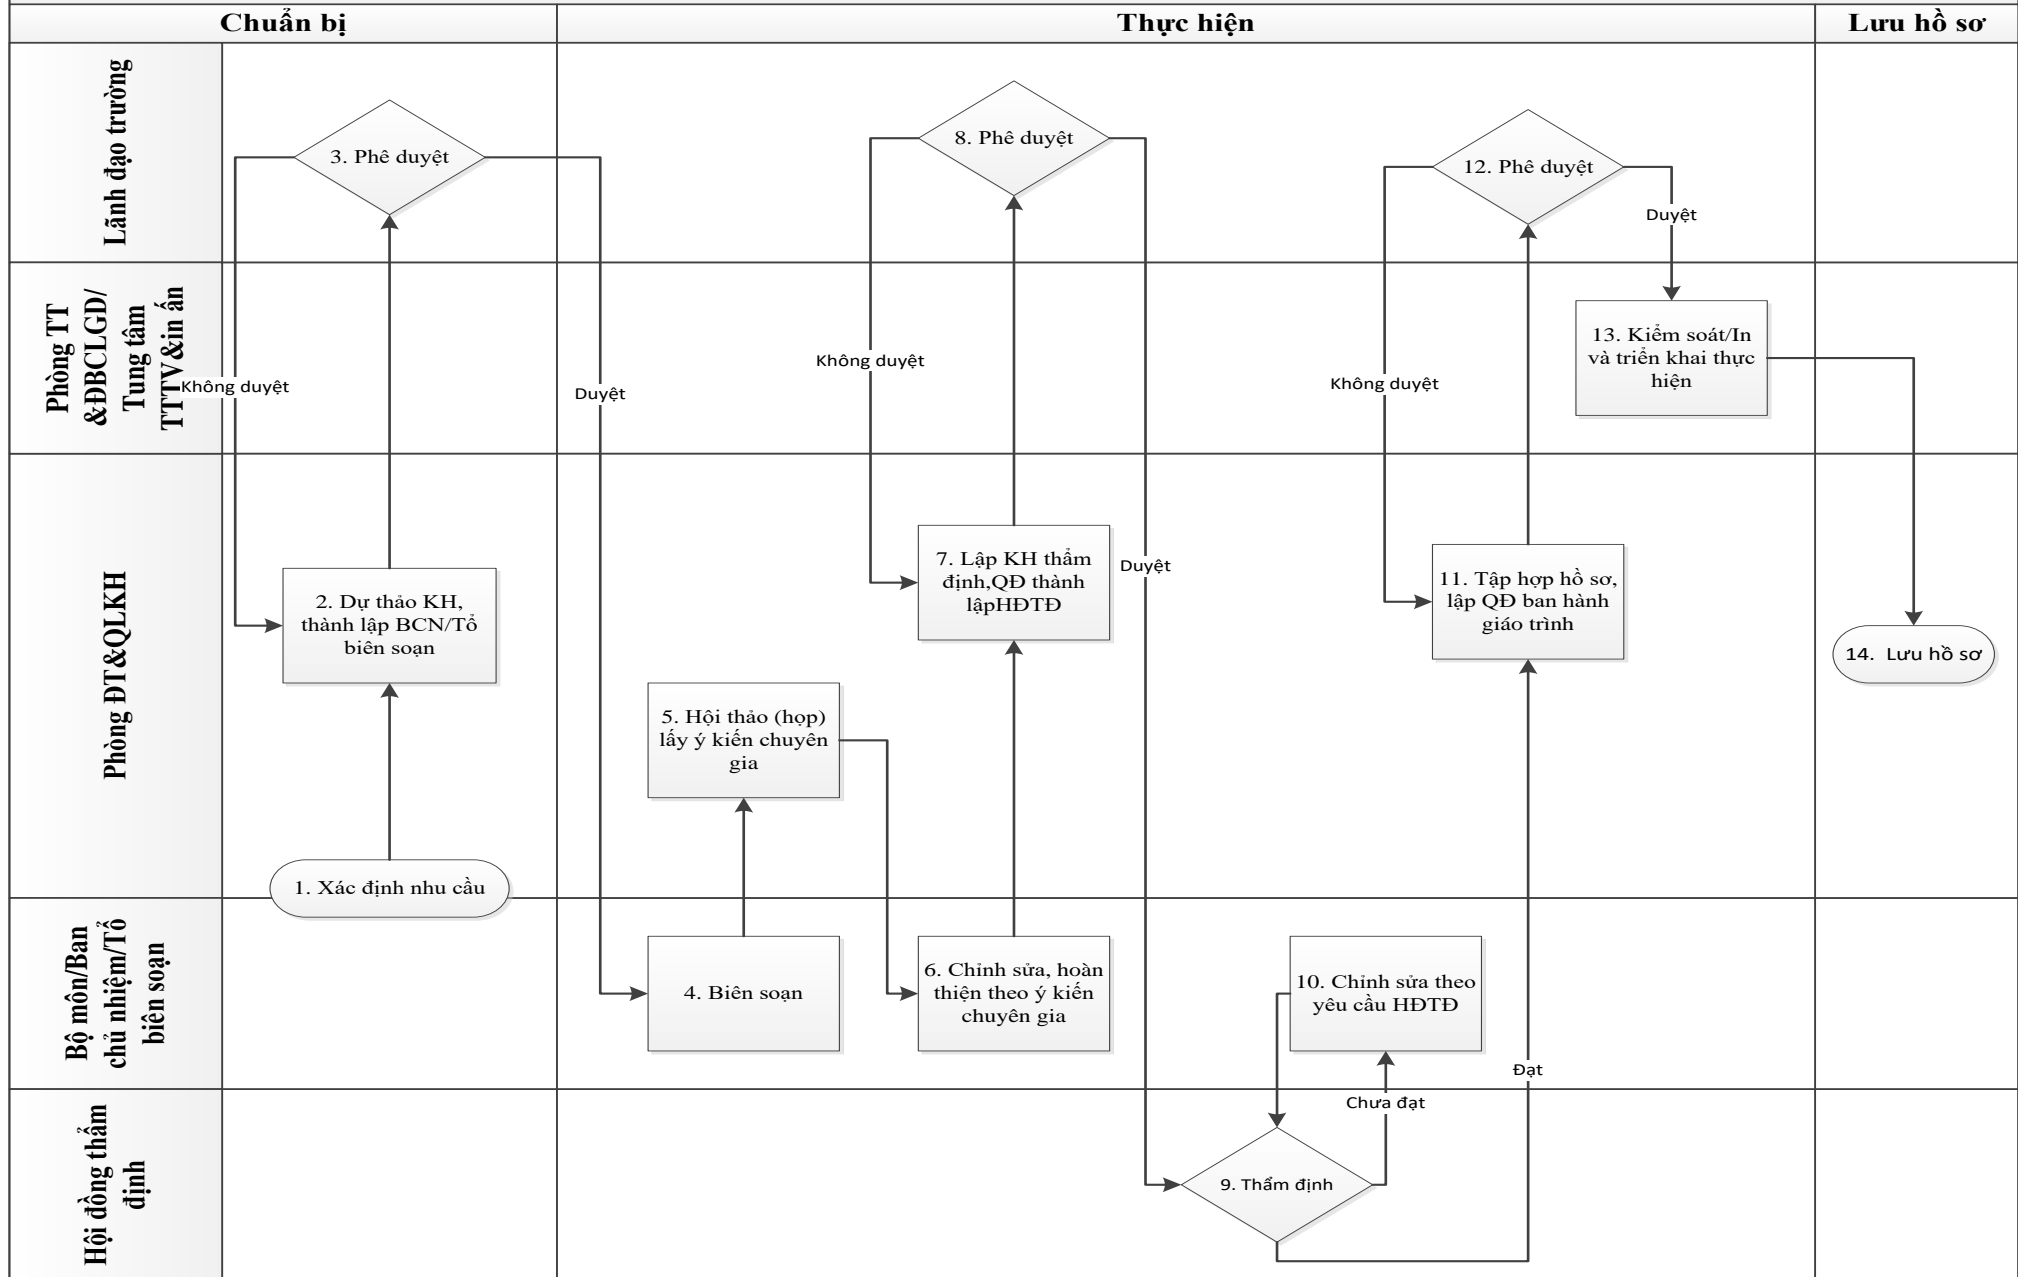 Chuẩn bị
Thực hiện
Lưu hồ sơ
Lãnh đạo trường
3. Phê duyệt
8. Phê duyệt
12. Phê duyệt
Duyệt
Phòng TT
&ĐBCLGD/
Tung tâm
TTTV&in ấn
Không duyệt
Duyệt
Không duyệt
Không duyệt
13. Kiểm soát/In
và triển khai thực
hiện
Phòng ĐT&QLKH
2. Dự thảo KH,
thành lập BCN/Tổ
biên soạn
7. Lập KH thẩm
định,QĐ thành
lậpHĐTĐ
Duyệt
11. Tập hợp hồ sơ,
lập QĐ ban hành
giáo trình
14.  Lưu hồ sơ
5. Hội thảo (họp)
lấy ý kiến chuyên
gia
1. Xác định nhu cầu
Bộ môn/Ban
chủ nhiệm/Tổ
biên soạn
4. Biên soạn
6. Chỉnh sửa, hoàn
thiện theo ý kiến
chuyên gia
10. Chỉnh sửa theo
yêu cầu HĐTĐ
Đạt
Chưa đạt
Hội đồng thẩm
định
9. Thẩm định